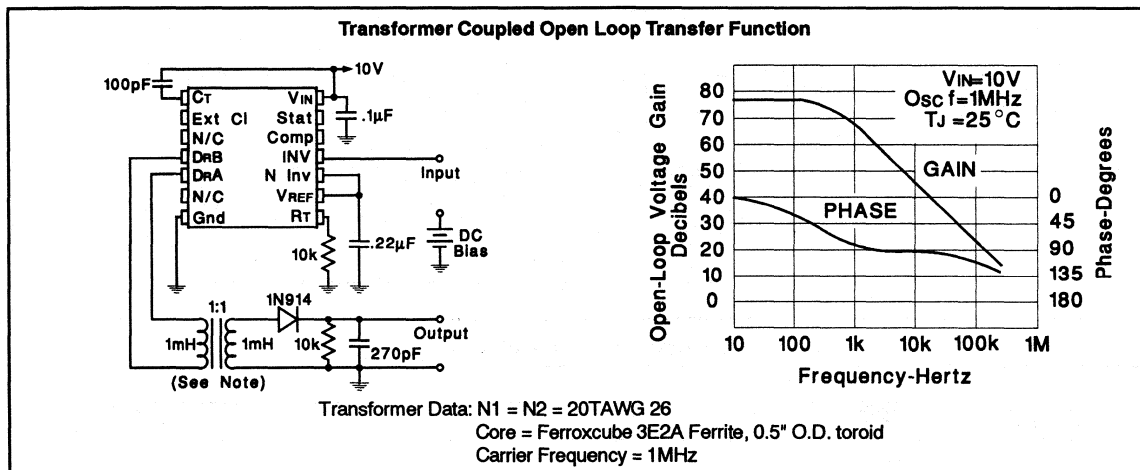 Transformer Coupled Open Loop Transfer Function
100pF
10V
CT
VIN
.1µF
Ext Cl
Stat
N/C
Comp
DRB
INV
Input
DRA
N Inv
N/C
VREF
Gnd
RT
10k
.22µF
DC
Bias
1:1
1N914
1mH
1mH
10k
270pF
Output
(See Note)
Open-Loop Voltage Gain
Decibels
80
70
60
50
40
30
20
10
0
VIN=10V
Osc f=1MHz
TJ =25°C
GAIN
PHASE
0
45
90
135
180
Phase-Degrees
10 100 1k 10k 100k 1M
Frequency-Hertz
Transformer Data: N1 = N2 = 20TAWG 26
Core = Ferroxcube 3E2A Ferrite, 0.5" O.D. toroid
Carrier Frequency = 1MHz